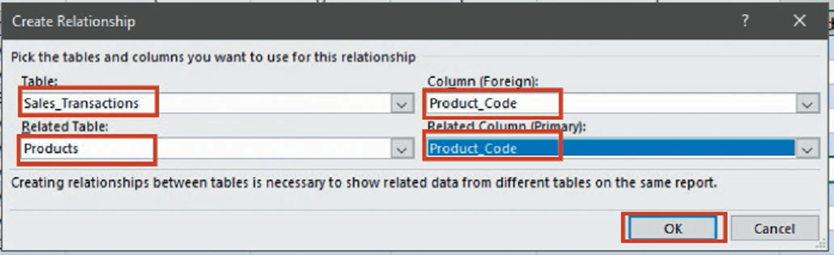 Create Relationship ? ×
Pick the tables and columns you want to use for this relationship
Table: Column (Foreign):
Sales_Transactions Product_Code
Related Table: Related Column (Primary):
Products Product_Code
Creating relationships between tables is necessary to show related data from different tables on the same report.
OK Cancel